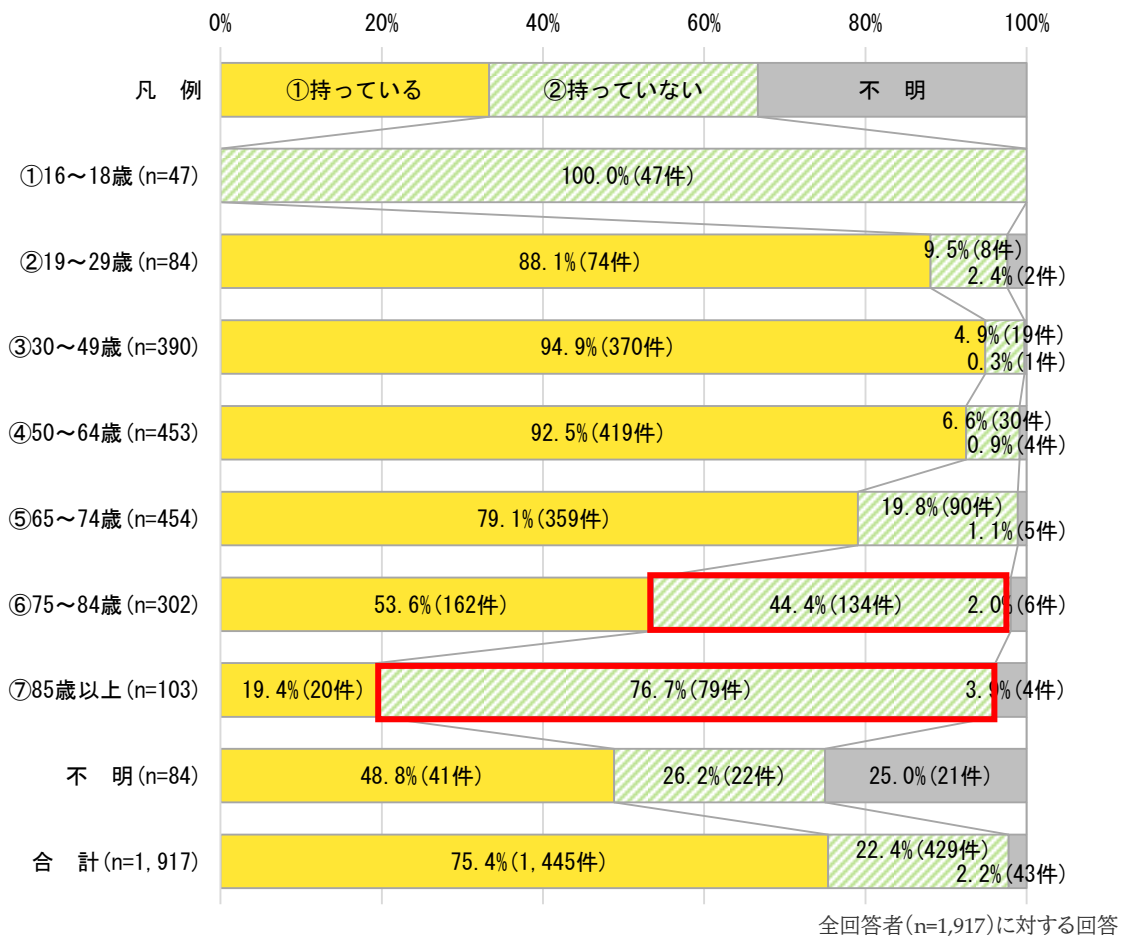 0% 20% 40% 60% 80% 100%
凡 例 ①持っている ②持っていない 不 明
①16～18歳(n=47) 100.0%(47件)
②19～29歳(n=84) 88.1%(74件) 9.5%(8件) 2.4%(2件)
③30～49歳(n=390) 94.9%(370件) 4.9%(19件) 0.3%(1件)
④50～64歳(n=453) 92.5%(419件) 6.6%(30件) 0.9%(4件)
⑤65～74歳(n=454) 79.1%(359件) 19.8%(90件) 1.1%(5件)
⑥75～84歳(n=302) 53.6%(162件) 44.4%(134件) 2.0%(6件)
⑦85歳以上(n=103) 19.4%(20件) 76.7%(79件) 3.9%(4件)
不 明(n=84) 48.8%(41件) 26.2%(22件) 25.0%(21件)
合 計(n=1,917) 75.4%(1,445件) 22.4%(429件) 2.2%(43件)
全回答者(n=1,917)に対する回答